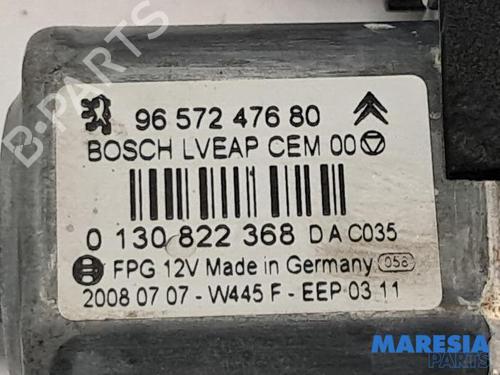 96 572 476 80
BOSCH LVEAP CEM 00
0 130 822 368 DA C035
FPG 12V Made in Germany 058
2008 07 07 - W445 F - EEP 03 11
B-PARTS
MARESIA
PARTS